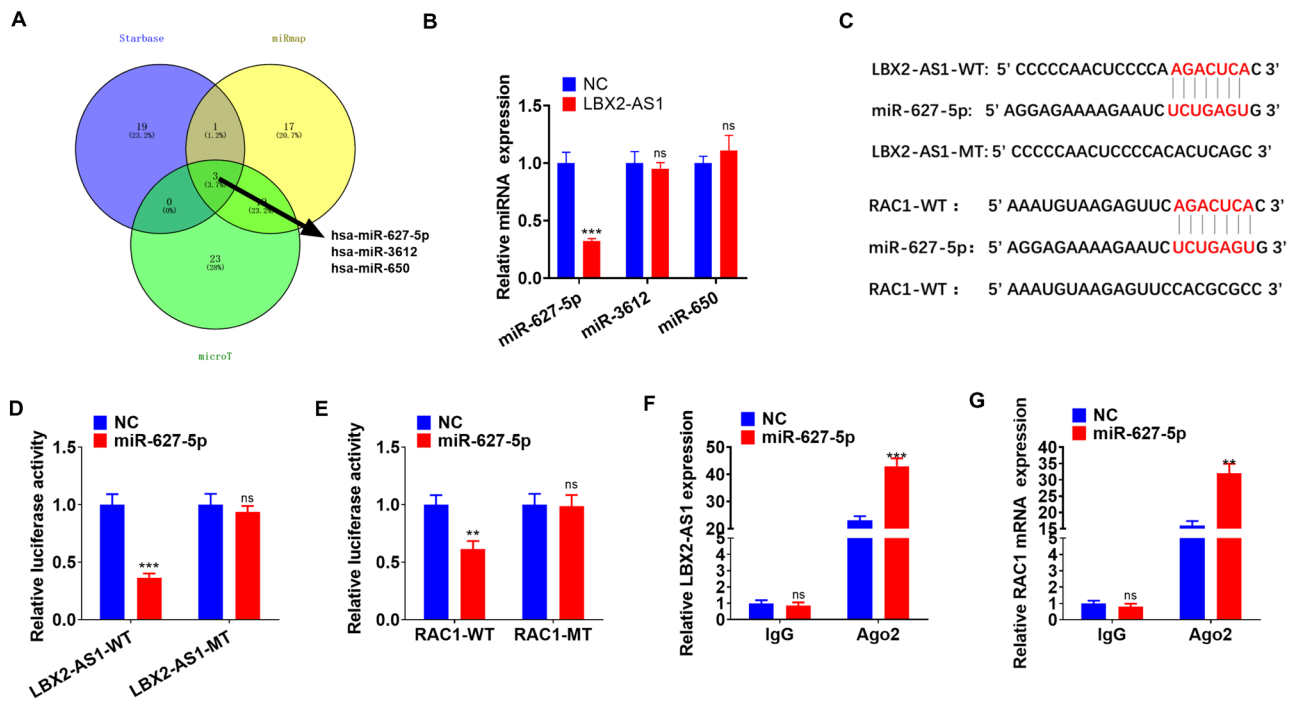 A
Starbase
miRmap
19
(23.2%)
1
(1.2%)
17
(20.7%)
3
(3.7%)
0
(0%)
(23.2%)
23
(28%)
microT
hsa-miR-627-5p
hsa-miR-3612
hsa-miR-650
B
NC
LBX2-AS1
Relative miRNA expression
1.5
1.0
0.5
0.0
***
ns
ns
miR-627-5p
miR-3612
miR-650
C
LBX2-AS1-WT: 5' CCCCCAACUCCCCA AGACUCAC 3'
miR-627-5p: 5' AGGAGAAAAGAAUC UCUGAGUG 3'
LBX2-AS1-MT: CCCCCAACUCCCCACACUCAGC 3'
RAC1-WT : 5' AAAUGUAAGAGUUC AGACUCAC 3'
miR-627-5p: 5' AGGAGAAAAGAAUC UCUGAGUG 3'
RAC1-WT : 5' AAAUGUAAGAGUUCCACGCGCC 3'
D
NC
miR-627-5p
Relative luciferase activity
1.5
1.0
0.5
0.0
***
ns
LBX2-AS1-WT
LBX2-AS1-MT
E
NC
miR-627-5p
Relative luciferase activity
1.5
1.0
0.5
0.0
**
ns
RAC1-WT
RAC1-MT
F
NC
miR-627-5p
Relative LBX2-AS1 expression
50
40
30
20
5
4
3
2
1
0
ns
***
IgG
Ago2
G
NC
miR-627-5p
Relative RAC1 mRNA expression
40
35
30
25
20
15
5
4
3
2
1
0
ns
**
IgG
Ago2